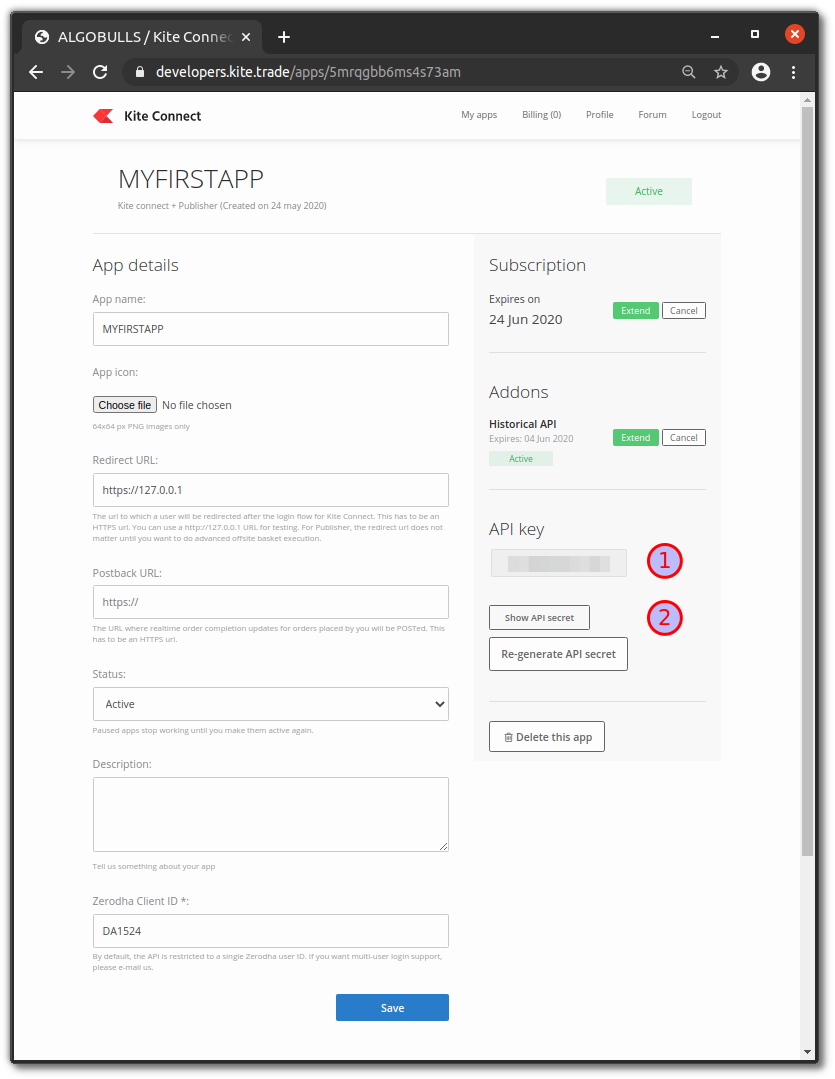 ALGOBULLS / Kite Connec
developers.kite.trade/apps/5mrqgbb6ms4s73am
Kite Connect
My apps
Billing (0)
Profile
Forum
Logout
MYFIRSTAPP
Kite connect + Publisher (Created on 24 may 2020)
Active
App details
App name:
MYFIRSTAPP
App icon:
Choose file No file chosen
64x64 px PNG images only
Redirect URL:
https://127.0.0.1
The url to which a user will be redirected after the login flow for Kite Connect. This has to be an
HTTPS url. You can use a http://127.0.0.1 URL for testing. For Publisher, the redirect url does not
matter until you want to do advanced offsite basket execution.
Postback URL:
https://
The URL where realtime order completion updates for orders placed by you will be POSTed. This
has to be an HTTPS url.
Status:
Active
Paused apps stop working until you make them active again.
Description:
Tell us something about your app
Zerodha Client ID *:
DA1524
By default, the API is restricted to a single Zerodha user ID. If you want multi-user login support,
please e-mail us.
Save
Subscription
Expires on
24 Jun 2020
Extend
Cancel
Addons
Historical API
Expires: 04 Jun 2020
Extend
Cancel
Active
API key
1
Show API secret
2
Re-generate API secret
Delete this app